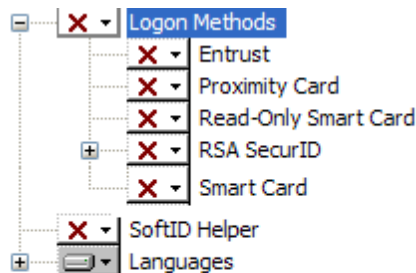 Logon Methods
Entrust
Proximity Card
Read-Only Smart Card
RSA SecurID
Smart Card
SoftID Helper
Languages